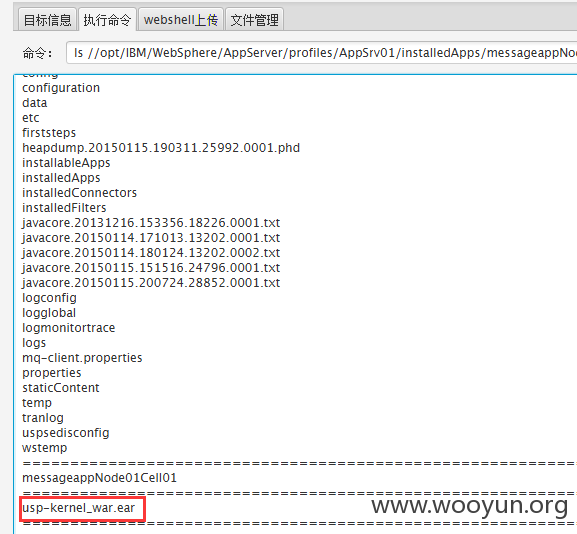 目标信息 执行命令 webshell上传 文件管理
命令: ls //opt/IBM/WebSphere/AppServer/profiles/AppSrv01/installedApps/messageappNode
config
configuration
data
etc
firststeps
heapdump.20150115.190311.25992.0001.phd
installableApps
installedApps
installedConnectors
installedFilters
javacore.20131216.153356.18226.0001.txt
javacore.20150114.171013.13202.0001.txt
javacore.20150114.180124.13202.0002.txt
javacore.20150115.151516.24796.0001.txt
javacore.20150115.200724.28852.0001.txt
logconfig
logglobal
logmonitortrace
logs
mq-client.properties
properties
staticContent
temp
tranlog
uspsedisconfig
wstemp
==================================================
messageappNode01Cell01
==================================================
usp-kernel_war.ear
==================================================
www.wooyun.org